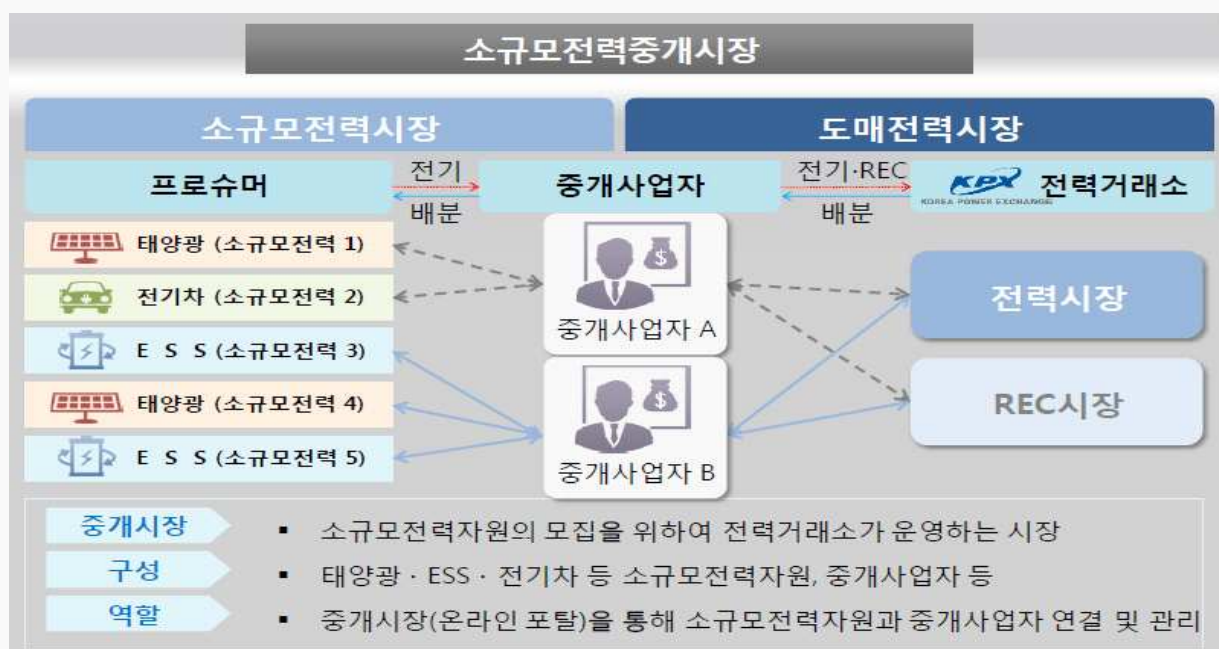 소규모전력중개시장
소규모전력시장
도매전력시장
프로슈머
전기
배분
중개사업자
전기·REC
배분
KPX
KOREA POWER EXCHANGE
전력거래소
태양광 (소규모전력 1)
전기차 (소규모전력 2)
E S S (소규모전력 3)
태양광 (소규모전력 4)
E S S (소규모전력 5)
$
중개사업자 A
$
중개사업자 B
전력시장
REC시장
중개시장
▪ 소규모전력자원의 모집을 위하여 전력거래소가 운영하는 시장
구성
▪ 태양광 · ESS · 전기차 등 소규모전력자원, 중개사업자 등
역할
▪ 중개시장(온라인 포탈)을 통해 소규모전력자원과 중개사업자 연결 및 관리